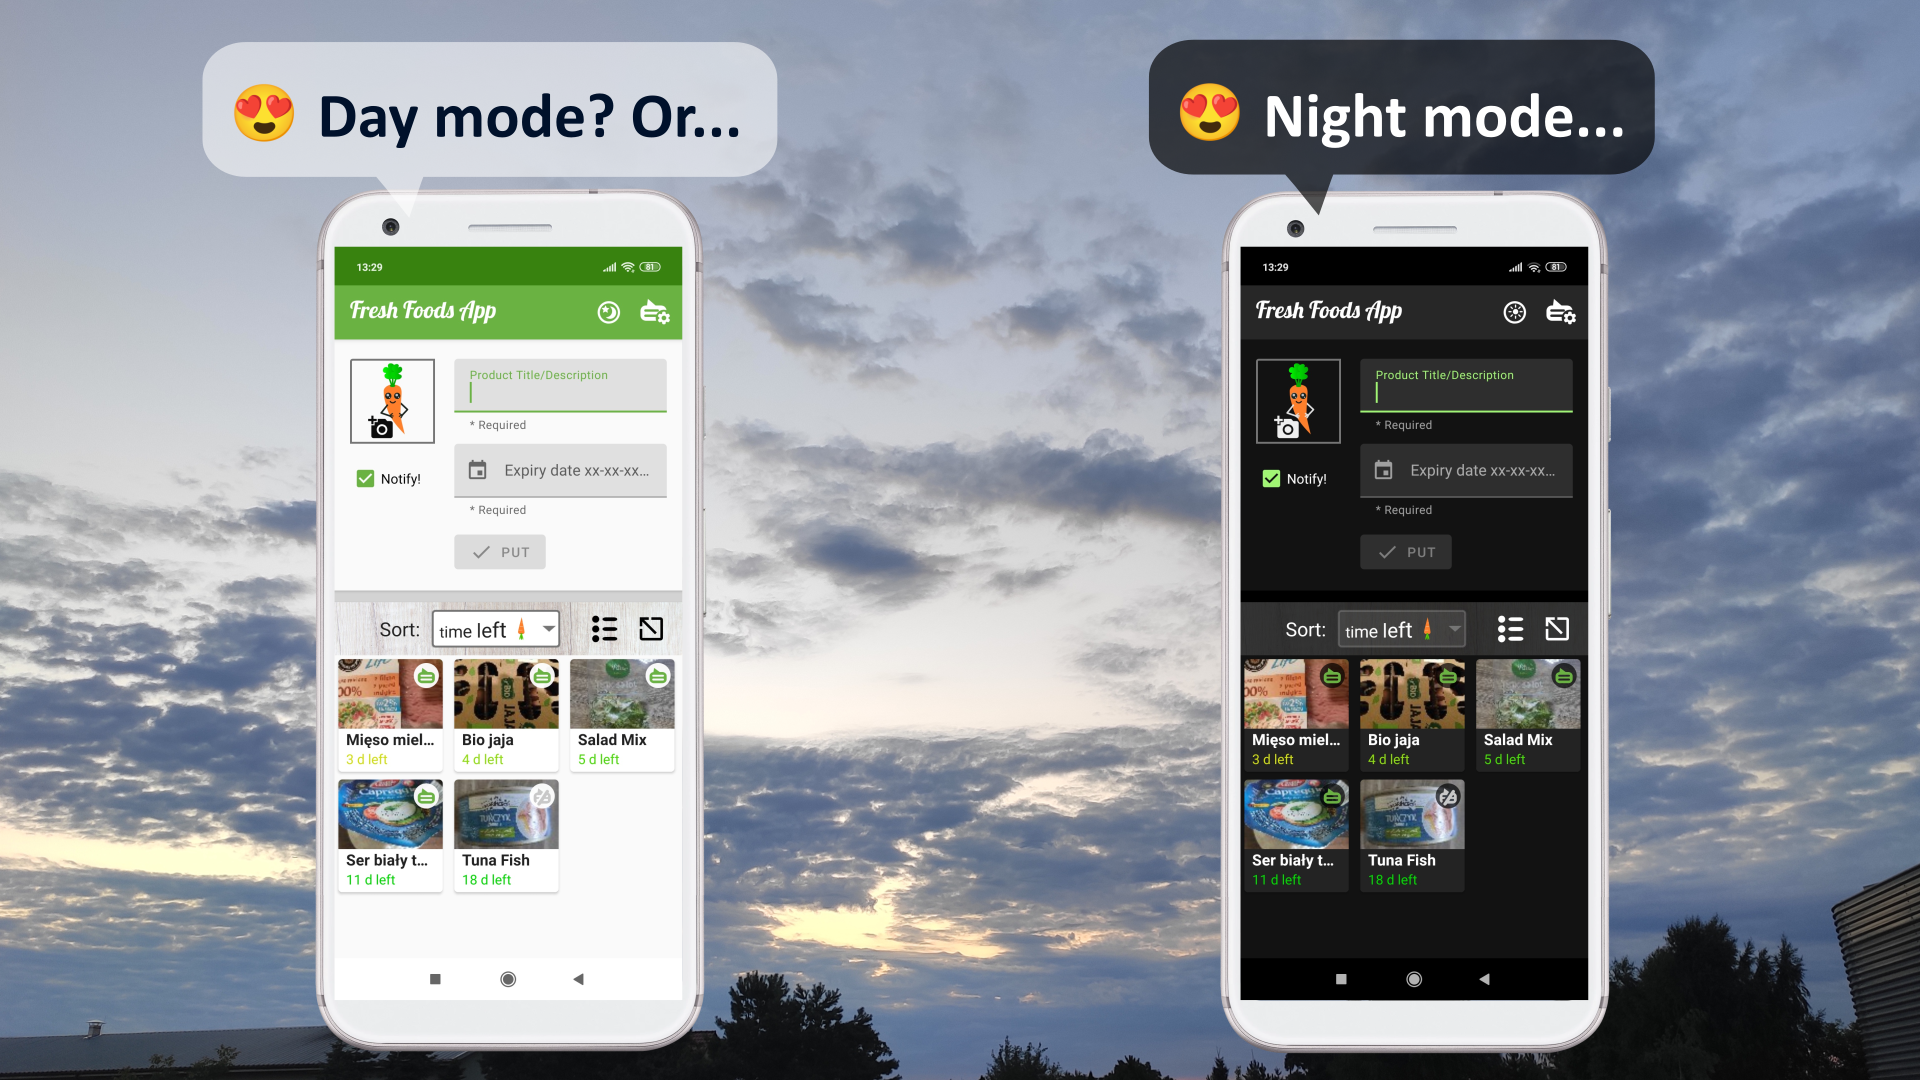 😍 Day mode? Or...
😍 Night mode...
13:29
81
Fresh Foods App
Product Title/Description
* Required
Notify!
Expiry date xx-xx-xx...
* Required
PUT
Sort:
time left
Mięso miel...
3 d left
Bio jaja
4 d left
Salad Mix
5 d left
Ser biały t...
11 d left
TUŃCZYK
Tuna Fish
18 d left
13:29
81
Fresh Foods App
Product Title/Description
* Required
Notify!
Expiry date xx-xx-xx...
* Required
PUT
Sort:
time left
Mięso miel...
3 d left
Bio jaja
4 d left
Salad Mix
5 d left
Ser biały t...
11 d left
TUŃCZYK
Tuna Fish
18 d left